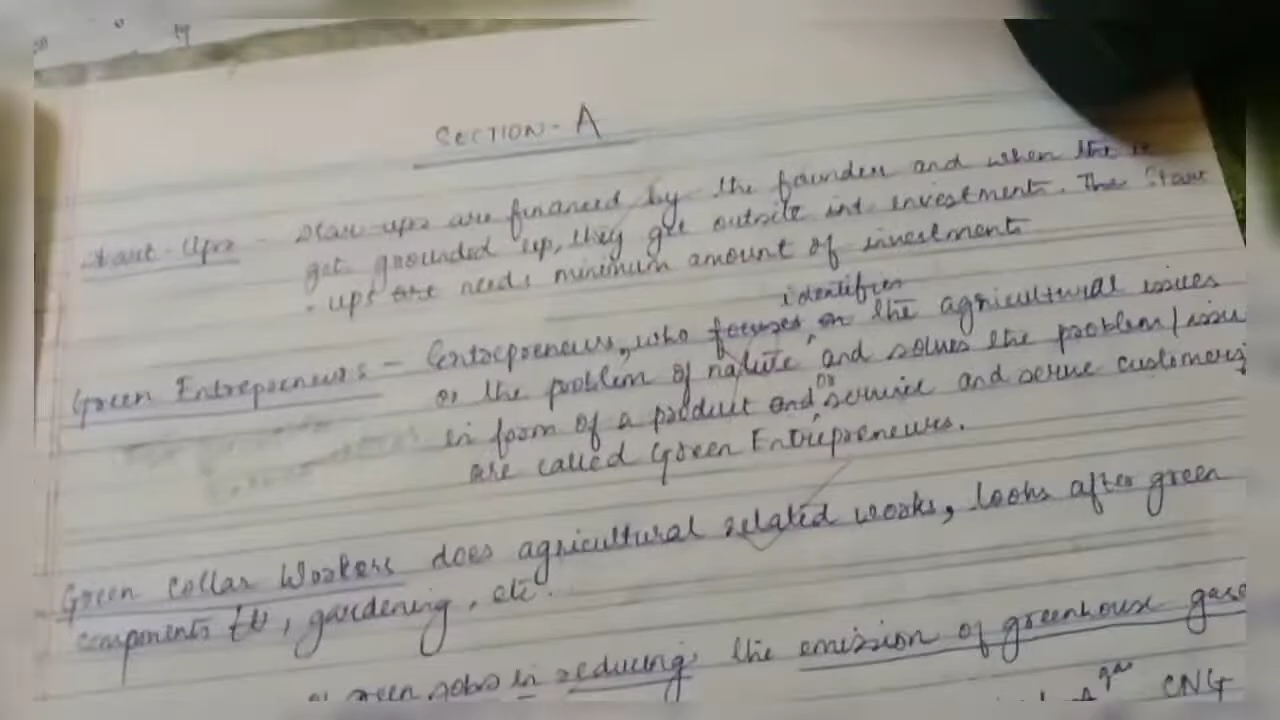 SECTION - A
Start-Ups - Star-ups are financed by the founder and when the
get grounded up, they get outside int investment. The Start
- ups are needs minimum amount of investment
identifies
Green Entrepreneurs - Entrepreneurs, who focuses on the agricultural issues
or the problem of nature and solves the problem/issue
or
in form of a product and service and serve customers
are called Green Entrepreneurs.
Green Collar Workers does agricultural related works, looks after green
components, gardening, etc.
green jobs in reducing the emission of greenhouse gase
gas
CNG